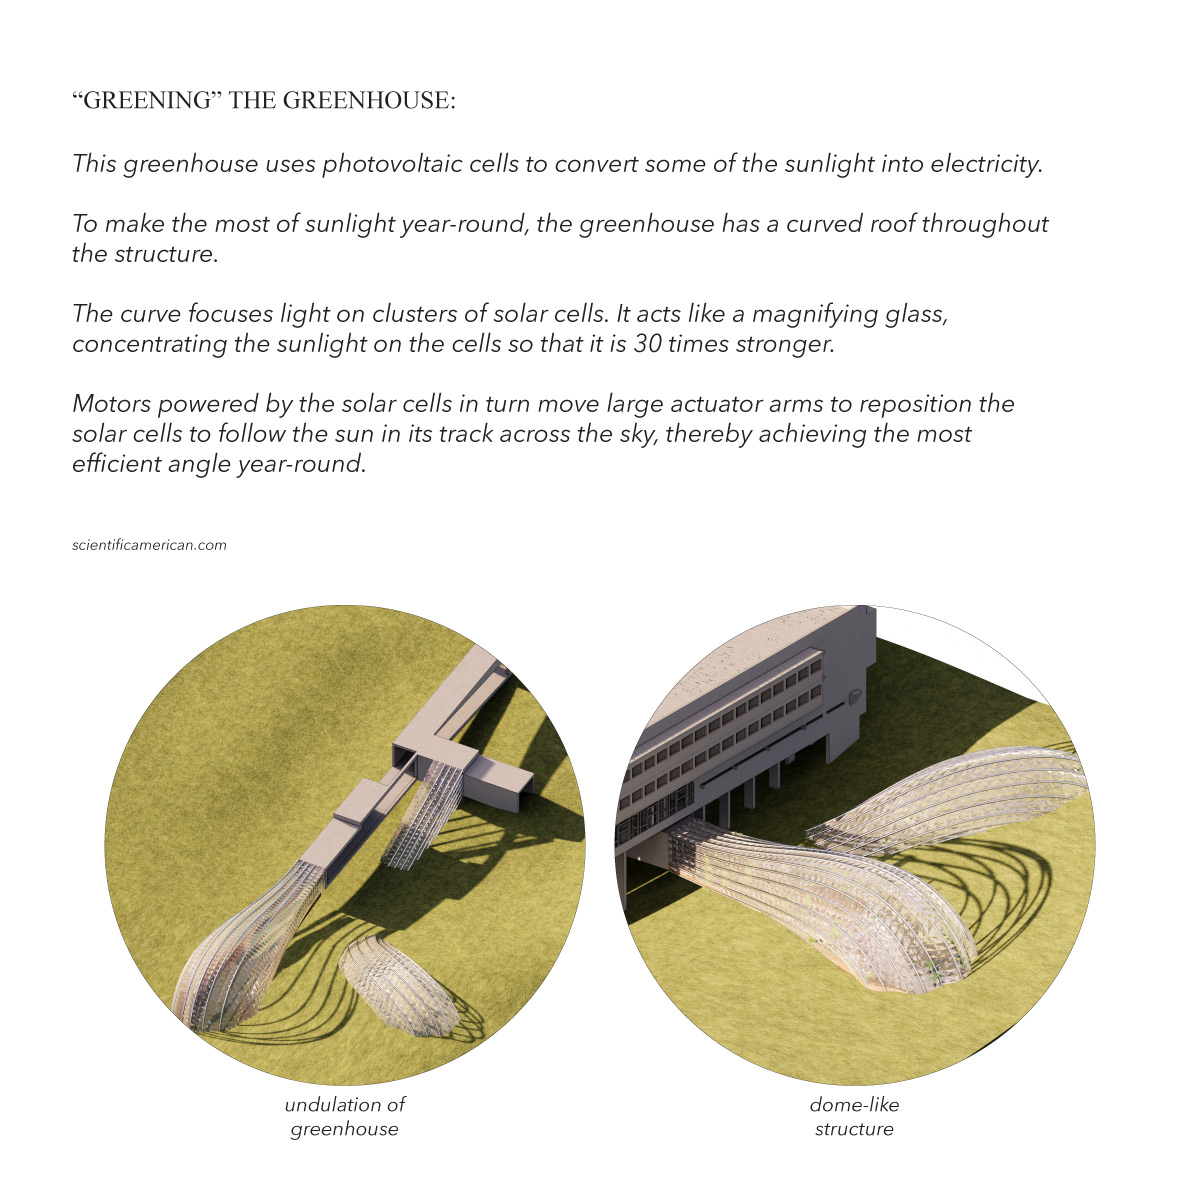 “GREENING” THE GREENHOUSE:
This greenhouse uses photovoltaic cells to convert some of the sunlight into electricity.
To make the most of sunlight year-round, the greenhouse has a curved roof throughout
the structure.
The curve focuses light on clusters of solar cells. It acts like a magnifying glass,
concentrating the sunlight on the cells so that it is 30 times stronger.
Motors powered by the solar cells in turn move large actuator arms to reposition the
solar cells to follow the sun in its track across the sky, thereby achieving the most
efficient angle year-round.
scientificamerican.com
undulation of
greenhouse
dome-like
structure